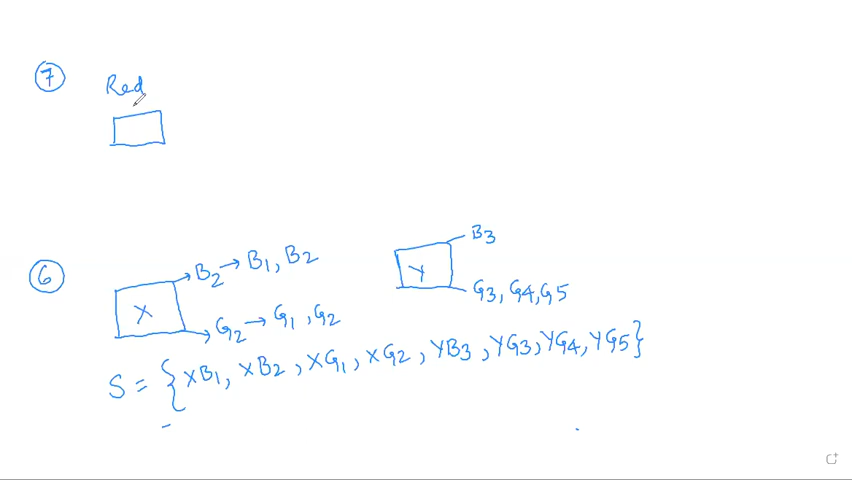 7
Red
6
X
B2 → B1, B2
G2 → G1, G2
Y
B3
G3, G4, G5
S = { XB1, XB2, XG1, XG2, YB3, YG3, YG4, YG5 }